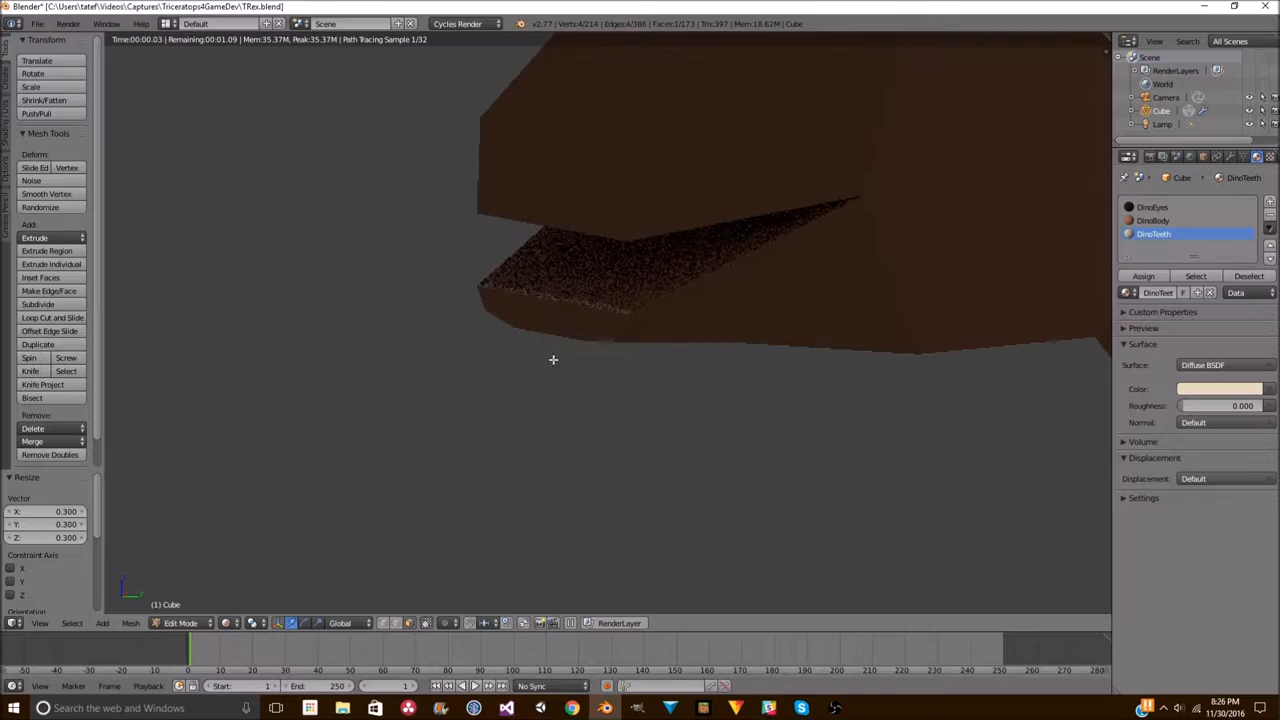 Blender* [C:\Users\tatef\Videos\Captures\Triceratops4GameDev\TRex.blend]
File Render Window Help Default Scene Cycles Render v2.77 | Verts:4/214 | Edges:4/386 | Faces:1/173 | Tris:397 | Mem:18.62M | Cube
Time:00:00.03 | Remaining:00:01.09 | Mem:35.37M, Peak:35.37M | Path Tracing Sample 1/32
View Search All Scenes
Transform
Translate
Rotate
Scale
Shrink/Fatten
Push/Pull
Mesh Tools
Deform:
Slide Ed Vertex
Noise
Smooth Vertex
Randomize
Add:
Extrude
Extrude Region
Extrude Individual
Inset Faces
Make Edge/Face
Subdivide
Loop Cut and Slide
Offset Edge Slide
Duplicate
Spin Screw
Knife Select
Knife Project
Bisect
Remove:
Delete
Merge
Remove Doubles
Resize
Vector
X: 0.300
Y: 0.300
Z: 0.300
Constraint Axis
X
Y
Z
Orientation
Tools
Create
Shading / UVs
Options
Grease Pencil
(1) Cube
Scene
RenderLayers
World
Camera
Cube
Lamp
Cube DinoTeeth
DinoEyes
DinoBody
DinoTeeth
Assign Select Deselect
DinoTeet F Data
Custom Properties
Preview
Surface
Surface: Diffuse BSDF
Color:
Roughness: 0.000
Normal: Default
Volume
Displacement
Displacement: Default
Settings
View Select Add Mesh Edit Mode Global RenderLayer
-50 -40 -30 -20 -10 0 10 20 30 40 50 60 70 80 90 100 110 120 130 140 150 160 170 180 190 200 210 220 230 240 250 260 270 280
View Marker Frame Playback Start: 1 End: 250 1 No Sync
Search the web and Windows
8:26 PM
11/30/2016